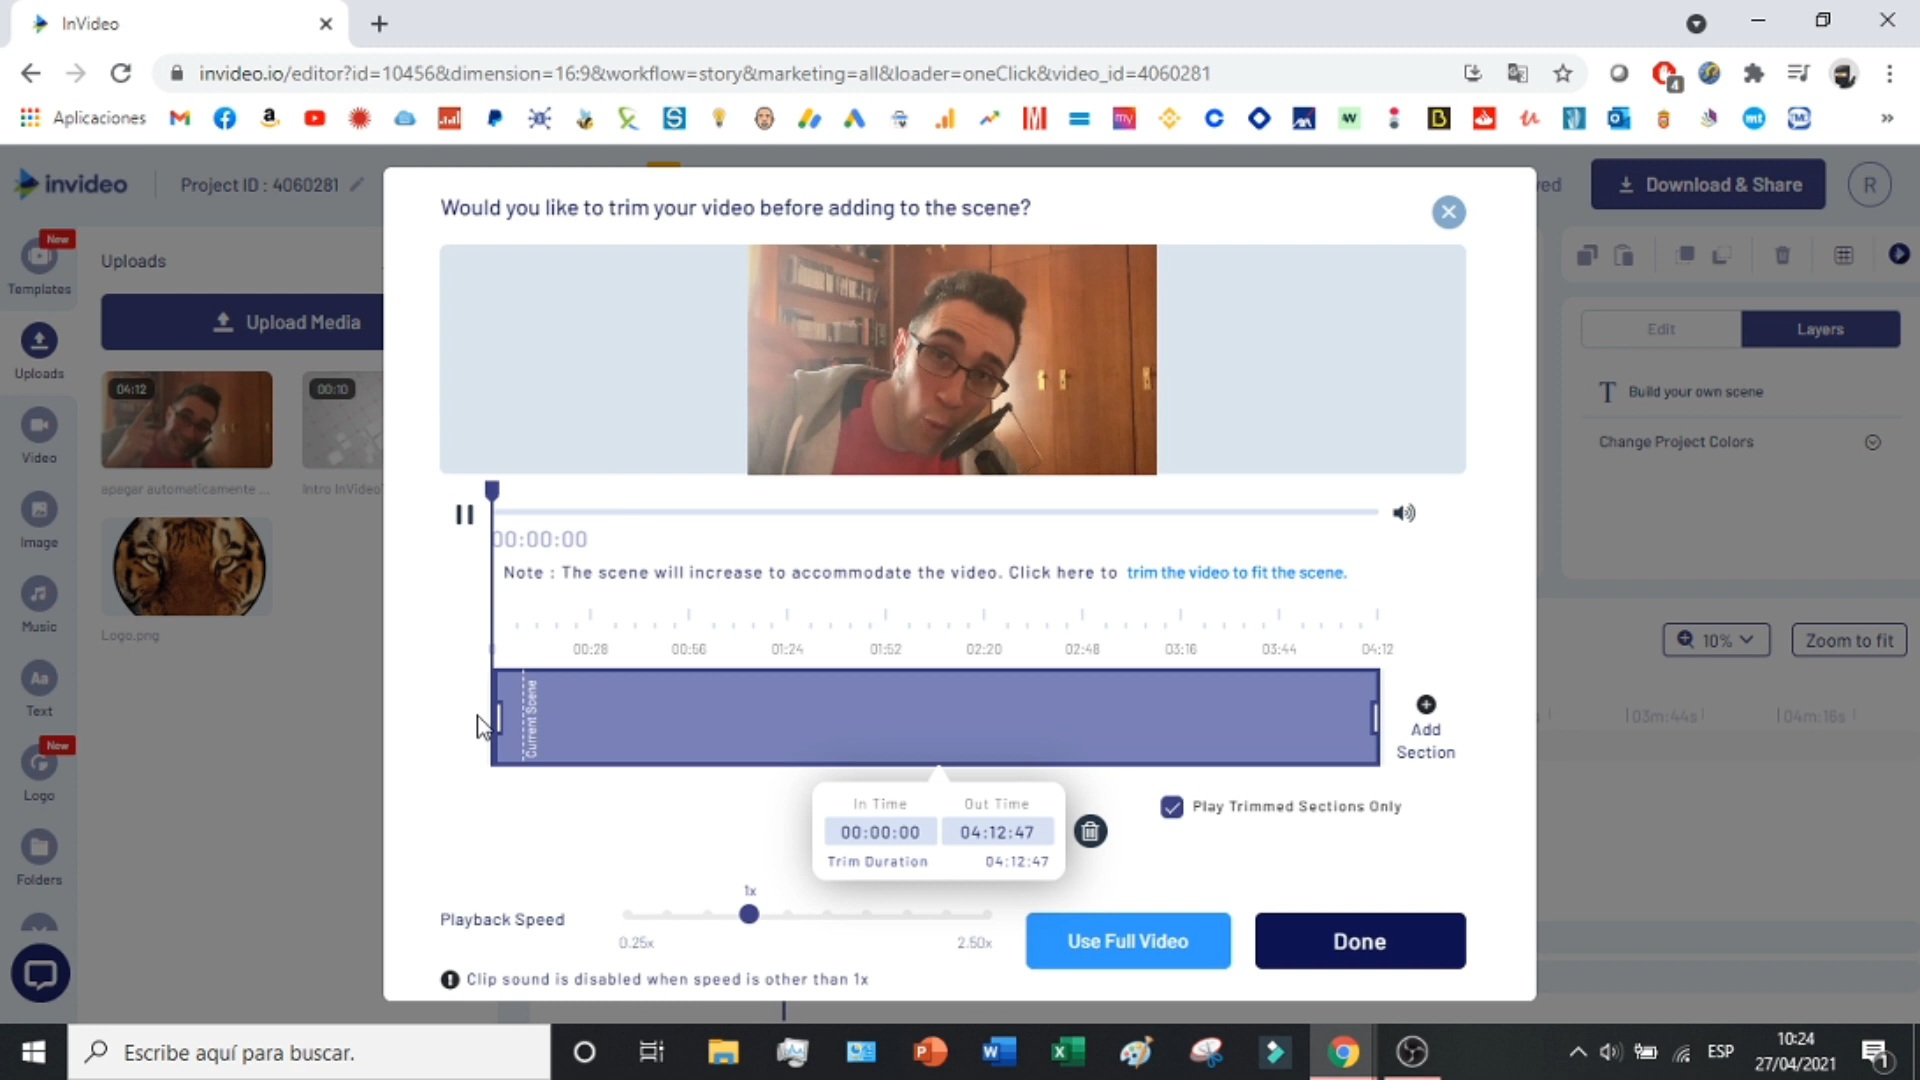 InVideo
invideo.io/editor?id=10456&dimension=16:9&workflow=story&marketing=all&loader=oneClick&video_id=4060281
4
Aplicaciones
invideo
Project ID : 4060281
Download & Share
R
Would you like to trim your video before adding to the scene?
New
Templates
Uploads
Video
Image
Music
Text
New
Logo
Folders
Uploads
Upload Media
04:12
00:10
apagar automaticamente ...
Logo.png
Edit
Layers
Build your own scene
Change Project Colors
10%
Zoom to fit
03m:44s
04m:16s
00:00:00
Note : The scene will increase to accommodate the video. Click here to trim the video to fit the scene.
00:28 00:56 01:24 01:52 02:20 02:48 03:16 03:44 04:12
Current Scene
Add
Section
In Time Out Time
00:00:00 04:12:47
Trim Duration 04:12:47
Play Trimmed Sections Only
Playback Speed
1x
0.25x
2.50x
Use Full Video
Done
Clip sound is disabled when speed is other than 1x
Escribe aquí para buscar.
ESP
10:24
27/04/2021
1